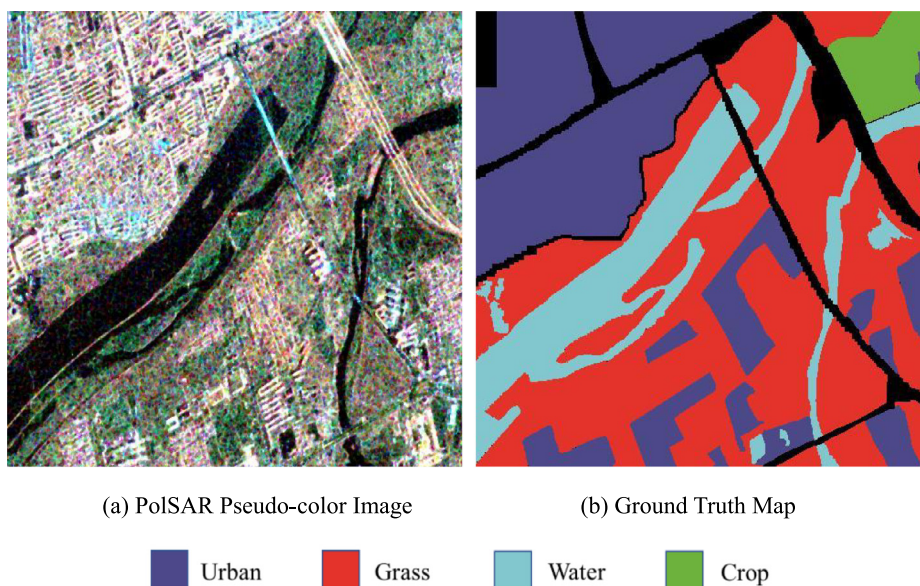 (a) PolSAR Pseudo-color Image
(b) Ground Truth Map
Urban
Grass
Water
Crop